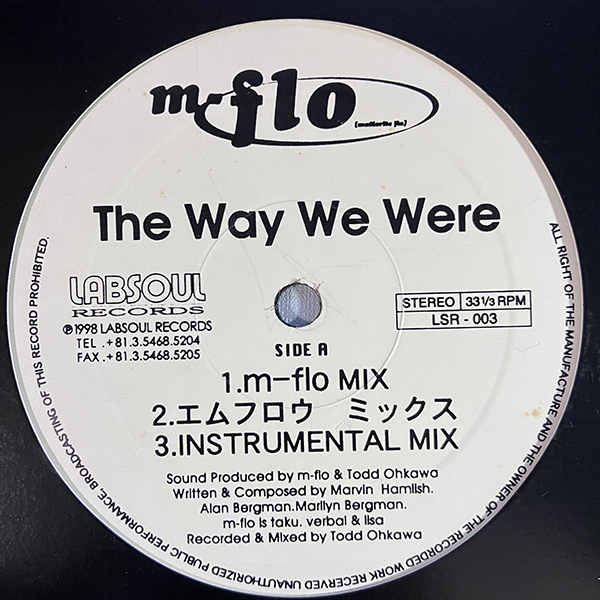 m-flo
[meditarite flo]
The Way We Were
LABSOUL
RECORDS
℗1998 LABSOUL RECORDS
TEL .+81.3.5468.5204
FAX .+81.3.5468.5205
STEREO 33 1/3 RPM
LSR - 003
SIDE A
1.m-flo MIX
2.エムフロウ ミックス
3.INSTRUMENTAL MIX
Sound Produced by m-flo & Todd Ohkawa
Written & Composed by Marvin Hamlish.
Alan Bergman.Marilyn Bergman.
m-flo is taku. verbal & lisa
Recorded & Mixed by Todd Ohkawa
ALL RIGHT OF THE MANUFACTURE AND THE OWNER OF THE RECORDED WORK RECERVED UNAUTHORIZED PUBLIC PERFORMANCE. BROADCASTING OF THIS RECORD PROHIBITED.